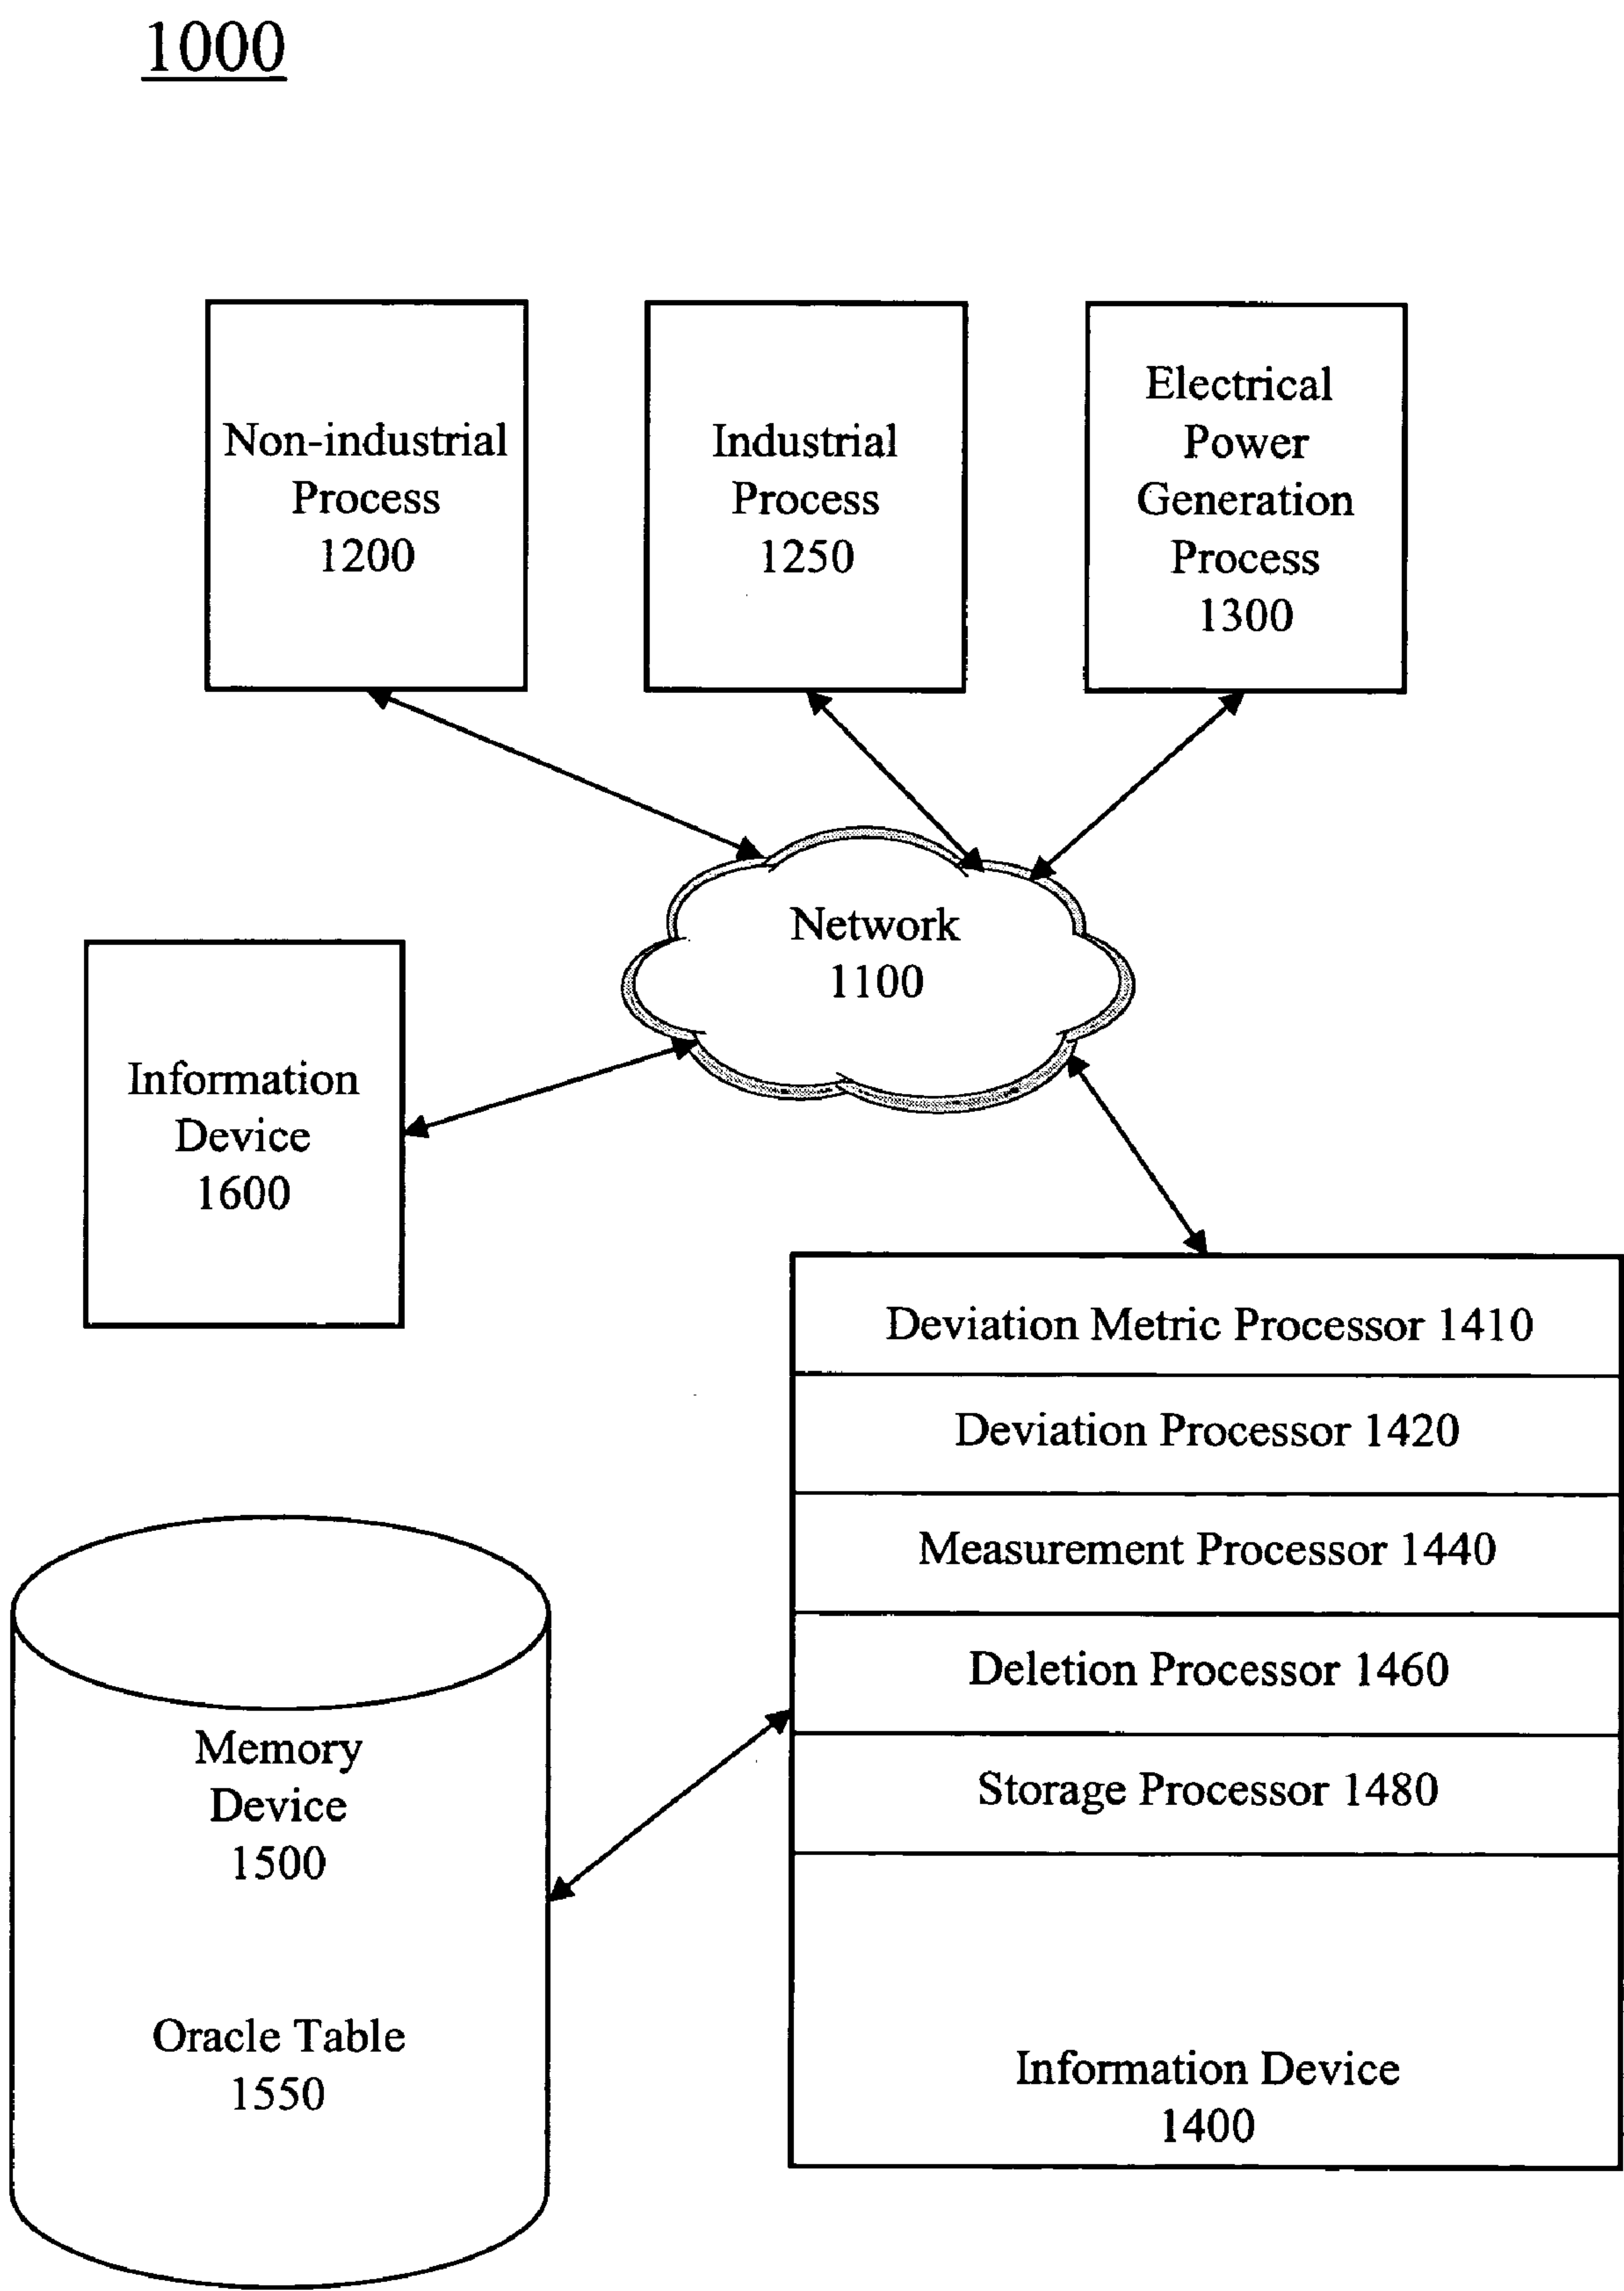 1000
Non-industrial
Process
1200
Industrial
Process
1250
Electrical
Power
Generation
Process
1300
Network
1100
Information
Device
1600
Deviation Metric Processor 1410
Deviation Processor 1420
Measurement Processor 1440
Deletion Processor 1460
Storage Processor 1480
Information Device
1400
Memory
Device
1500
Oracle Table
1550